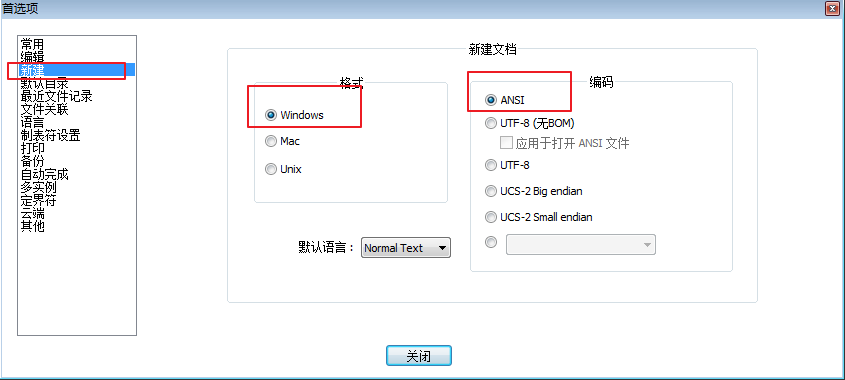 首选项
常用
编辑
新建
默认目录
最近文件记录
文件关联
语言
制表符设置
打印
备份
自动完成
多实例
定界符
云端
其他
新建文档
格式
Windows
Mac
Unix
默认语言： Normal Text
编码
ANSI
UTF-8 (无BOM)
应用于打开 ANSI 文件
UTF-8
UCS-2 Big endian
UCS-2 Small endian
关闭